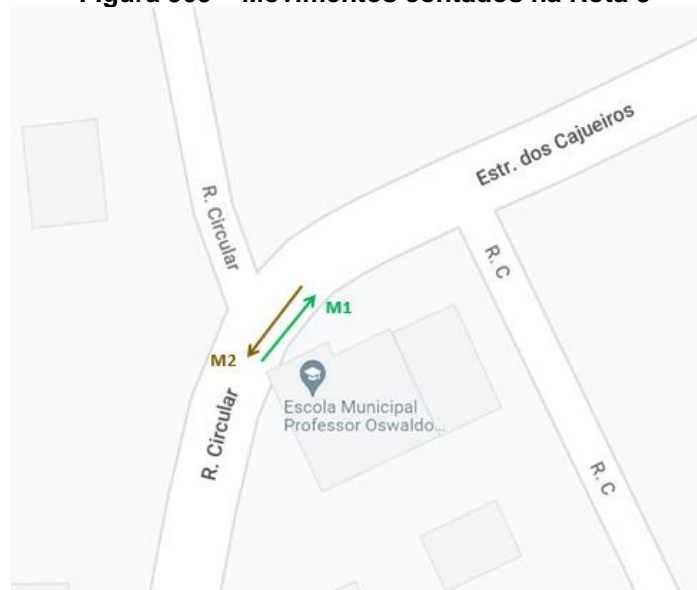 Estr. dos Cajueiros
R. Circular
R. C
M1
M2
Escola Municipal
Professor Oswaldo...
R. Circular
R. C